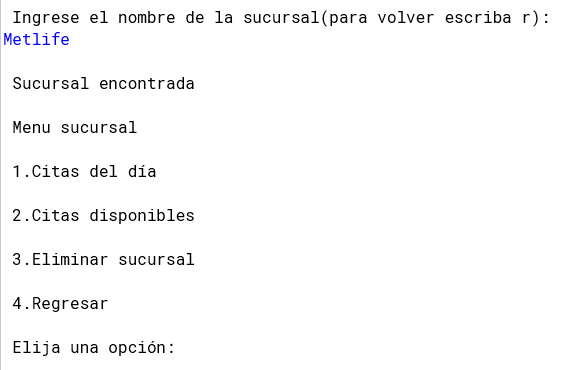 Ingrese el nombre de la sucursal(para volver escriba r):
Metlife
Sucursal encontrada
Menu sucursal
1.Citas del día
2.Citas disponibles
3.Eliminar sucursal
4.Regresar
Elija una opción: